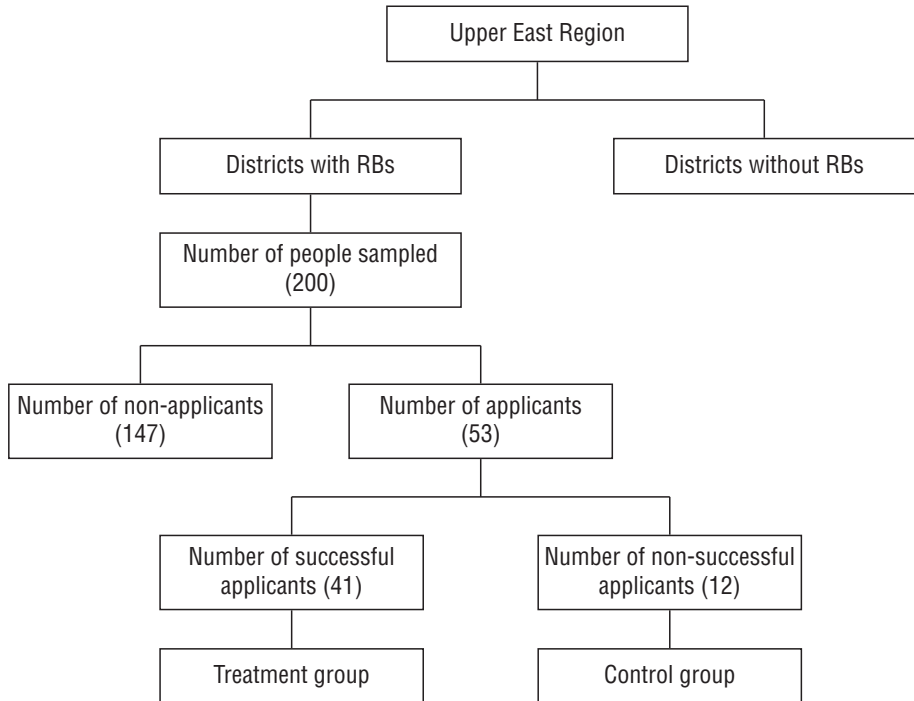 Upper East Region
Districts with RBs
Districts without RBs
Number of people sampled
(200)
Number of non-applicants
(147)
Number of applicants
(53)
Number of successful
applicants (41)
Number of non-successful
applicants (12)
Treatment group
Control group